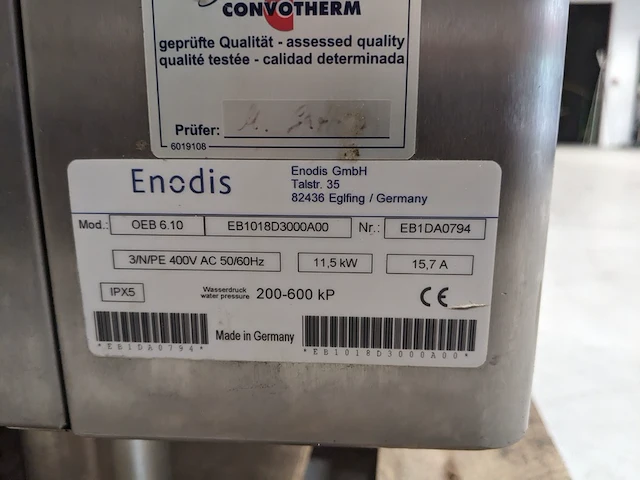 CONVOTHERM
geprüfte Qualität - assessed quality
qualité testée - calidad determinada
Prüfer:
6019108
Enodis
Enodis GmbH
Talstr. 35
82436 Eglfing / Germany
Mod.: OEB 6.10 EB1018D3000A00 Nr.: EB1DA0794
3/N/PE 400V AC 50/60Hz 11,5 kW 15,7 A
IPX5 Wasserdruck water pressure 200-600 kP CE
Made in Germany
*EB1DA0794* *EB1018D3000A00*